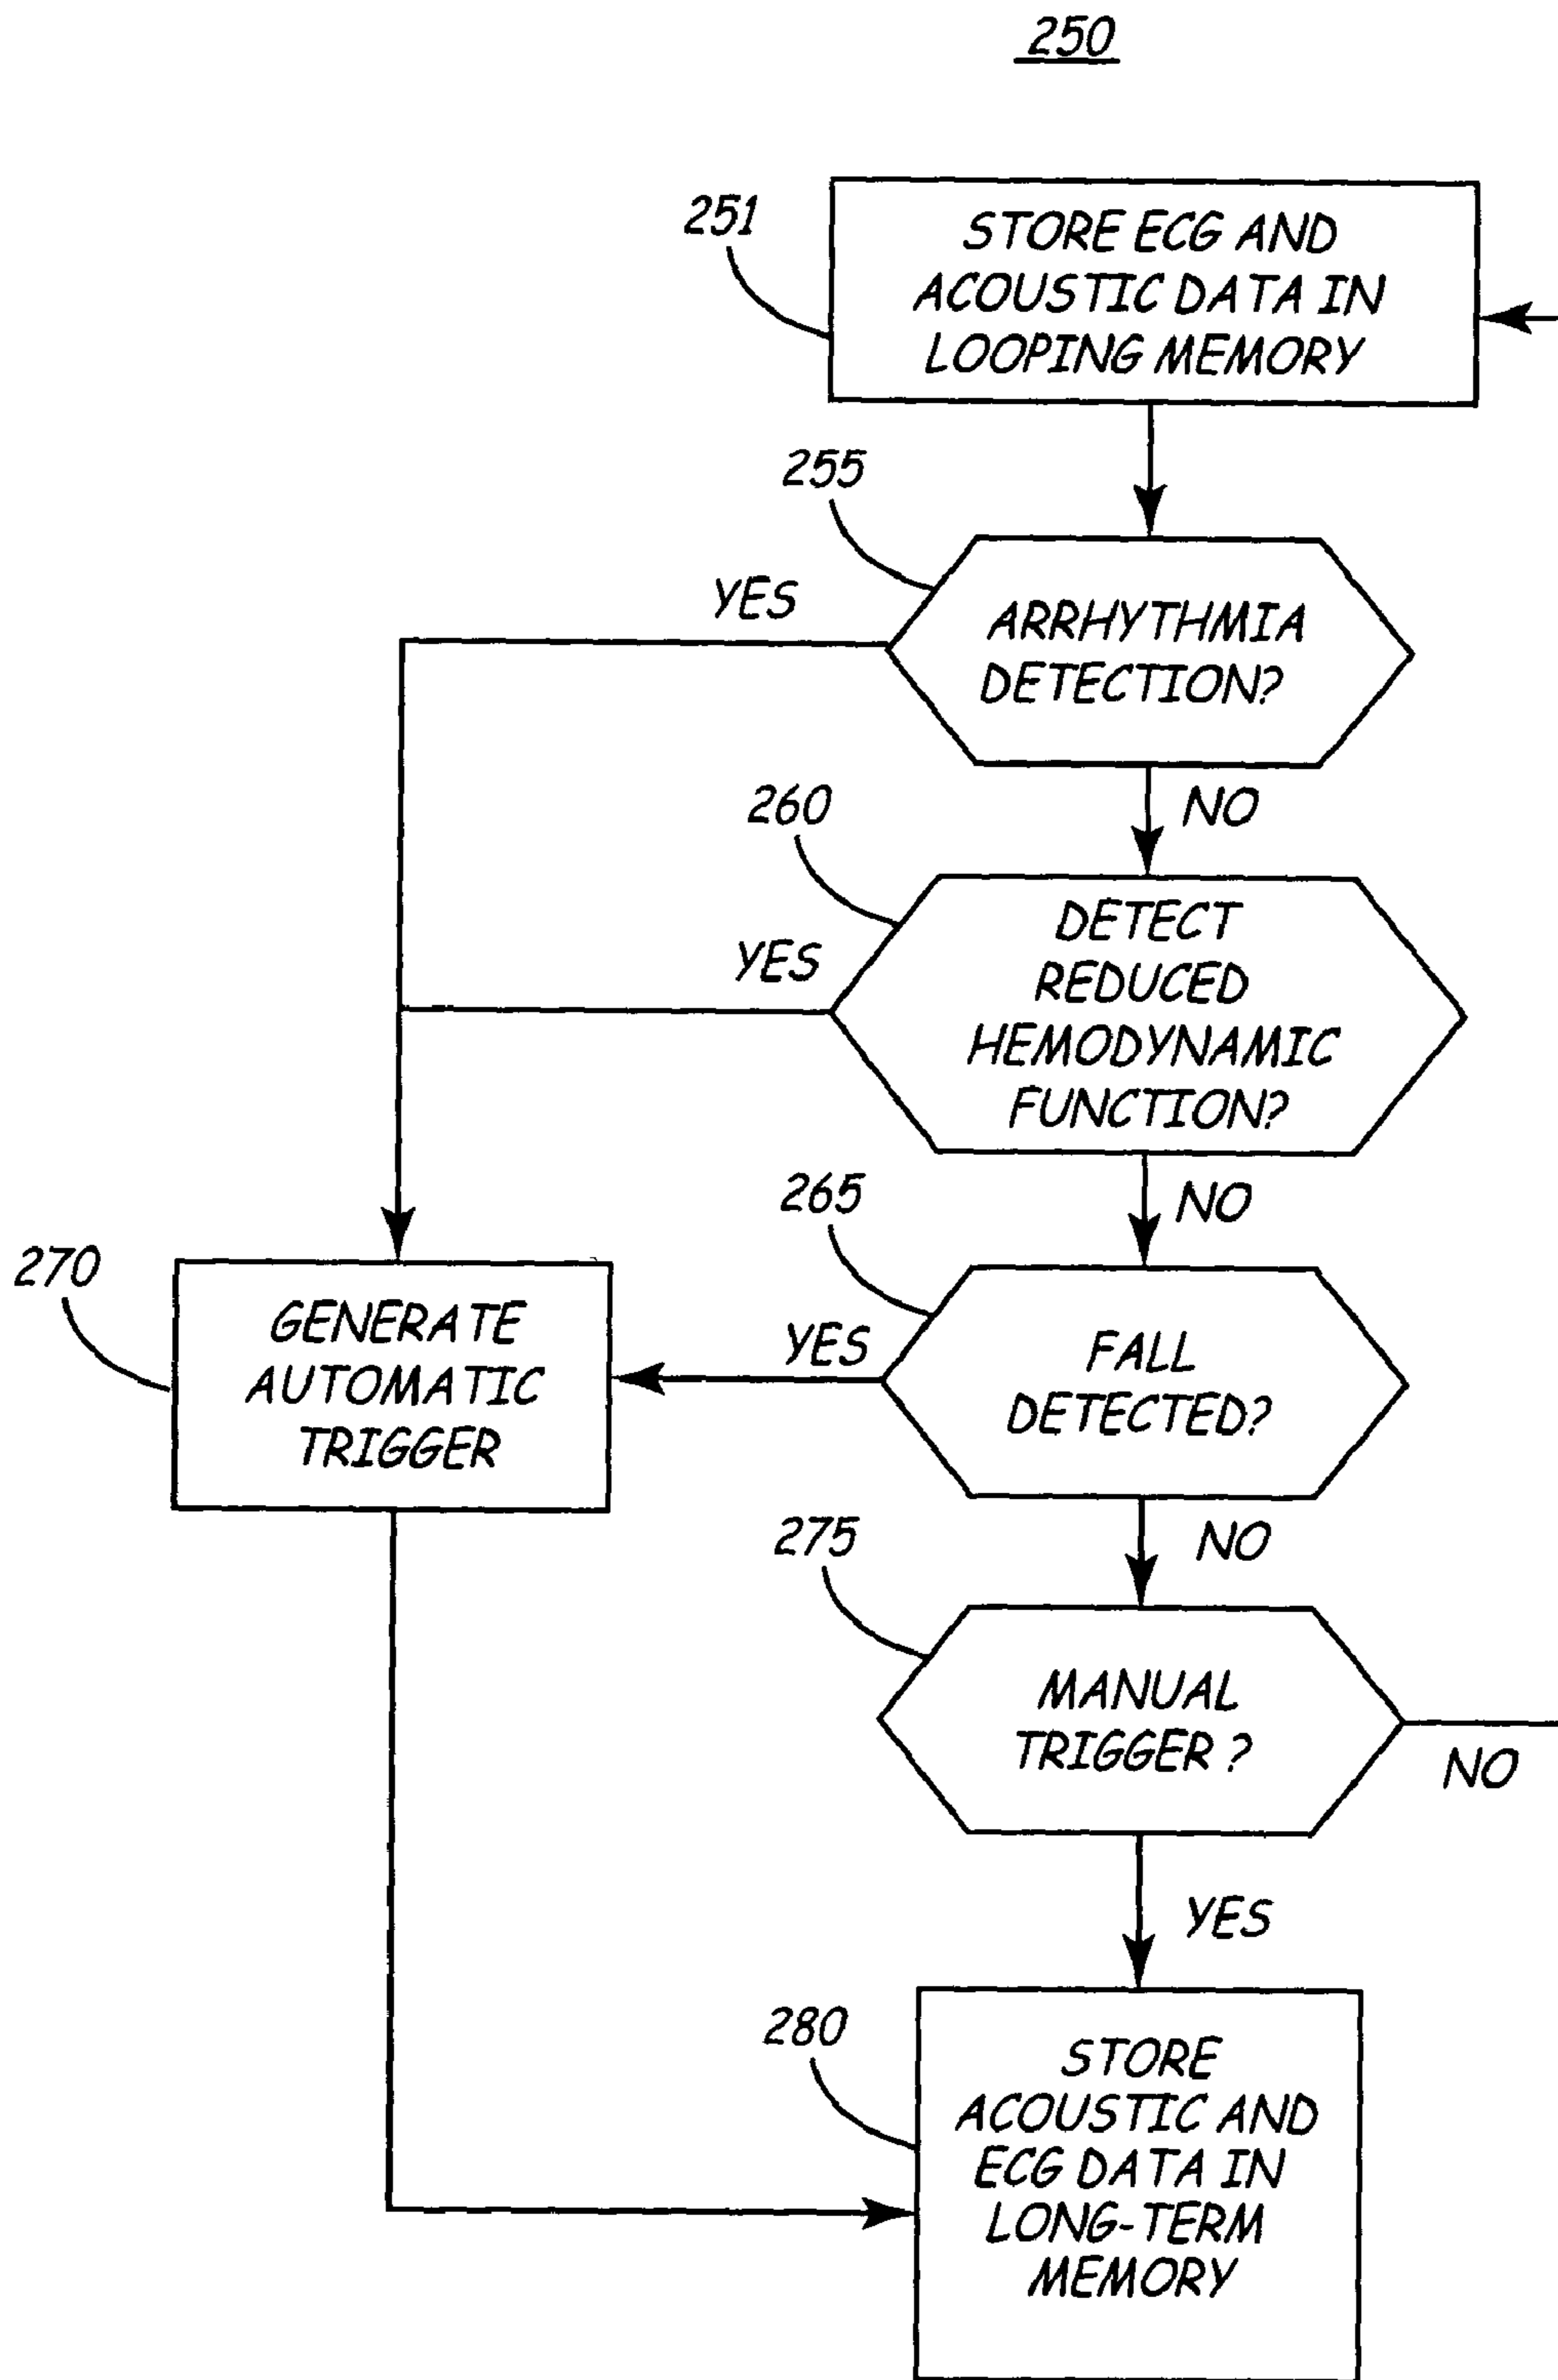 250
251
STORE ECG AND
ACOUSTIC DATA IN
LOOPING MEMORY
255
YES
ARRHYTHMIA
DETECTION?
NO
260
YES
DETECT
REDUCED
HEMODYNAMIC
FUNCTION?
NO
265
270
GENERATE
AUTOMATIC
TRIGGER
YES
FALL
DETECTED?
NO
275
MANUAL
TRIGGER?
NO
YES
280
STORE
ACOUSTIC AND
ECG DATA IN
LONG-TERM
MEMORY